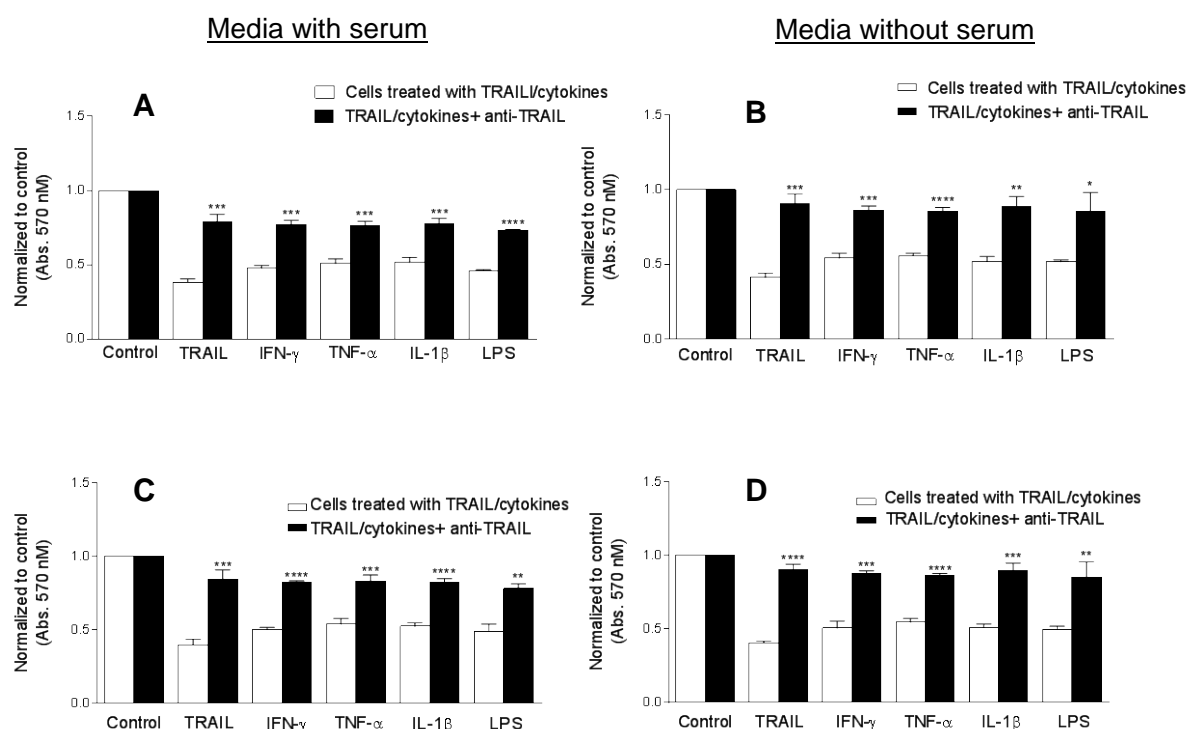 Media with serum
Media without serum
A
Cells treated with TRAILI/cytokines
TRAIL/cytokines+ anti-TRAIL
Normalized to control
(Abs. 570 nM)
1.5
1.0
0.5
0.0
*** *** *** *** ****
Control TRAIL IFN-γ TNF-α IL-1β LPS
B
Cells treated with TRAIL/cytokines
TRAIL/cytokines+ anti-TRAIL
Normalized to control
(Abs. 570 nM)
1.5
1.0
0.5
0.0
*** *** **** ** *
Control TRAIL IFN-γ TNF-α IL-1β LPS
C
Cells treated with TRAIL/cytokines
TRAIL/cytokines+ anti-TRAIL
Normalized to control
(Abs. 570 nM)
1.5
1.0
0.5
0.0
*** **** *** **** **
Control TRAIL IFN-γ TNF-α IL-1β LPS
D
Cells treated with TRAIL/cytokines
TRAIL/cytokines+ anti-TRAIL
Normalized to control
(Abs. 570 nM)
1.5
1.0
0.5
0.0
**** *** **** *** **
Control TRAIL IFN-γ TNF-α IL-1β LPS